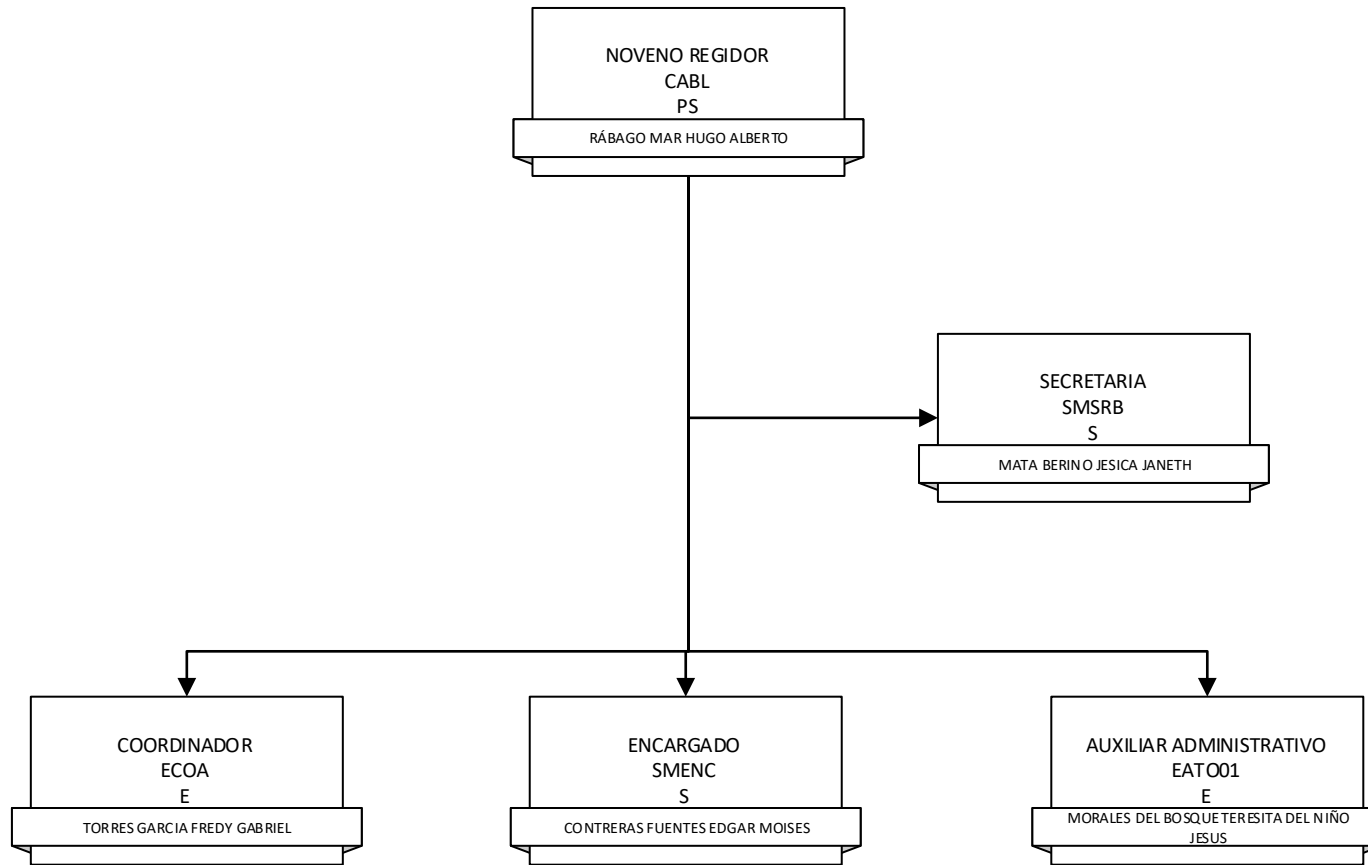 NOVENO REGIDOR
CABL
PS
RÁBAGO MAR HUGO ALBERTO
SECRETARIA
SMSRB
S
MATA BERINO JESICA JANETH
COORDINADOR
ECOA
E
TORRES GARCIA FREDY GABRIEL
ENCARGADO
SMENC
S
CONTRERAS FUENTES EDGAR MOISES
AUXILIAR ADMINISTRATIVO
EATO01
E
MORALES DEL BOSQUE TERESITA DEL NIÑO
JESUS